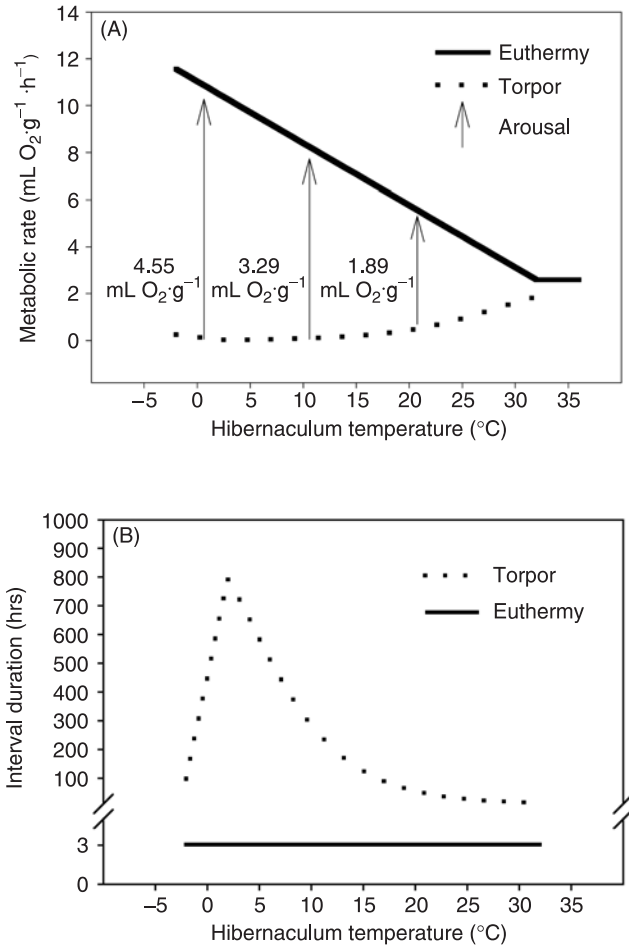 (A)
Metabolic rate (mL O₂·g⁻¹ ·h⁻¹)
14
12
10
8
6
4
2
0
Euthermy
Torpor
Arousal
4.55
mL O₂·g⁻¹
3.29
mL O₂·g⁻¹
1.89
mL O₂·g⁻¹
−5 0 5 10 15 20 25 30 35
Hibernaculum temperature (°C)
(B)
Interval duration (hrs)
1000
900
800
700
600
500
400
300
200
100
3
0
Torpor
Euthermy
−5 0 5 10 15 20 25 30 35
Hibernaculum temperature (°C)